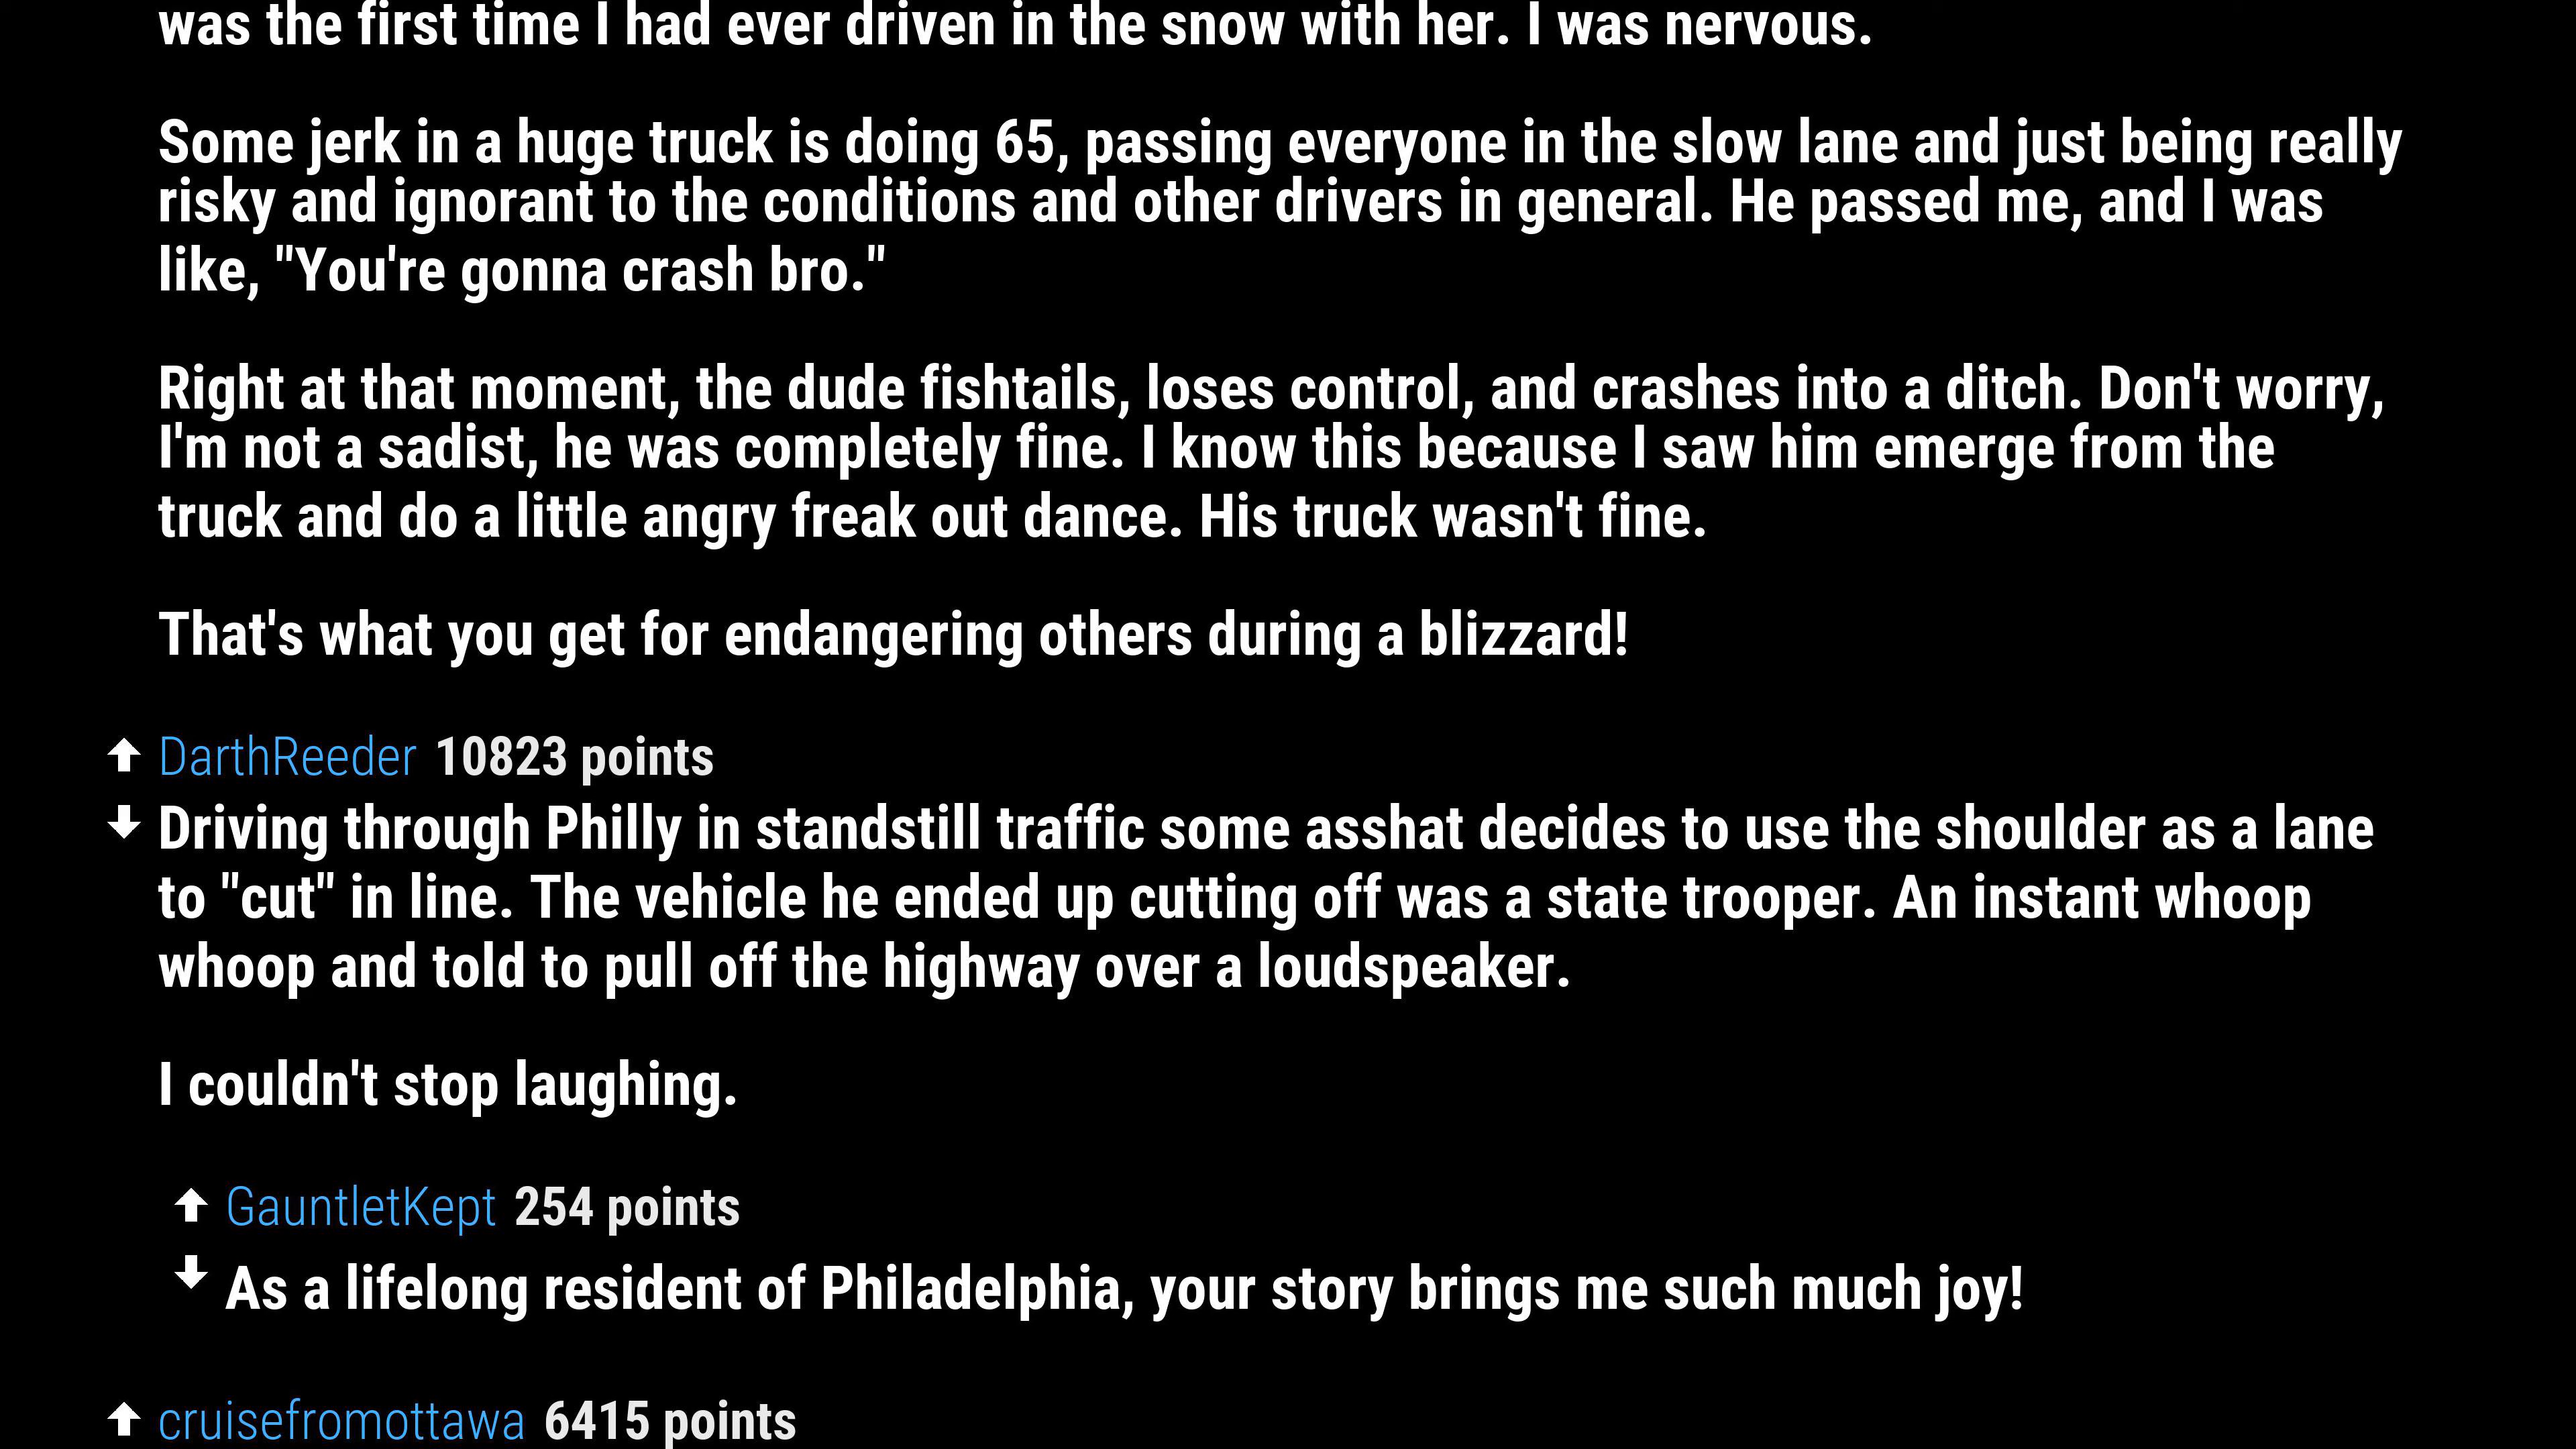 was the first time I had ever driven in the snow with her. I was nervous.
Some jerk in a huge truck is doing 65, passing everyone in the slow lane and just being really
risky and ignorant to the conditions and other drivers in general. He passed me, and I was
like, "You're gonna crash bro."
Right at that moment, the dude fishtails, loses control, and crashes into a ditch. Don't worry,
I'm not a sadist, he was completely fine. I know this because I saw him emerge from the
truck and do a little angry freak out dance. His truck wasn't fine.
That's what you get for endangering others during a blizzard!
DarthReeder 10823 points
Driving through Philly in standstill traffic some asshat decides to use the shoulder as a lane
to "cut" in line. The vehicle he ended up cutting off was a state trooper. An instant whoop
whoop and told to pull off the highway over a loudspeaker.
I couldn't stop laughing.
GauntletKept 254 points
As a lifelong resident of Philadelphia, your story brings me such much joy!
cruisefromottawa 6415 points